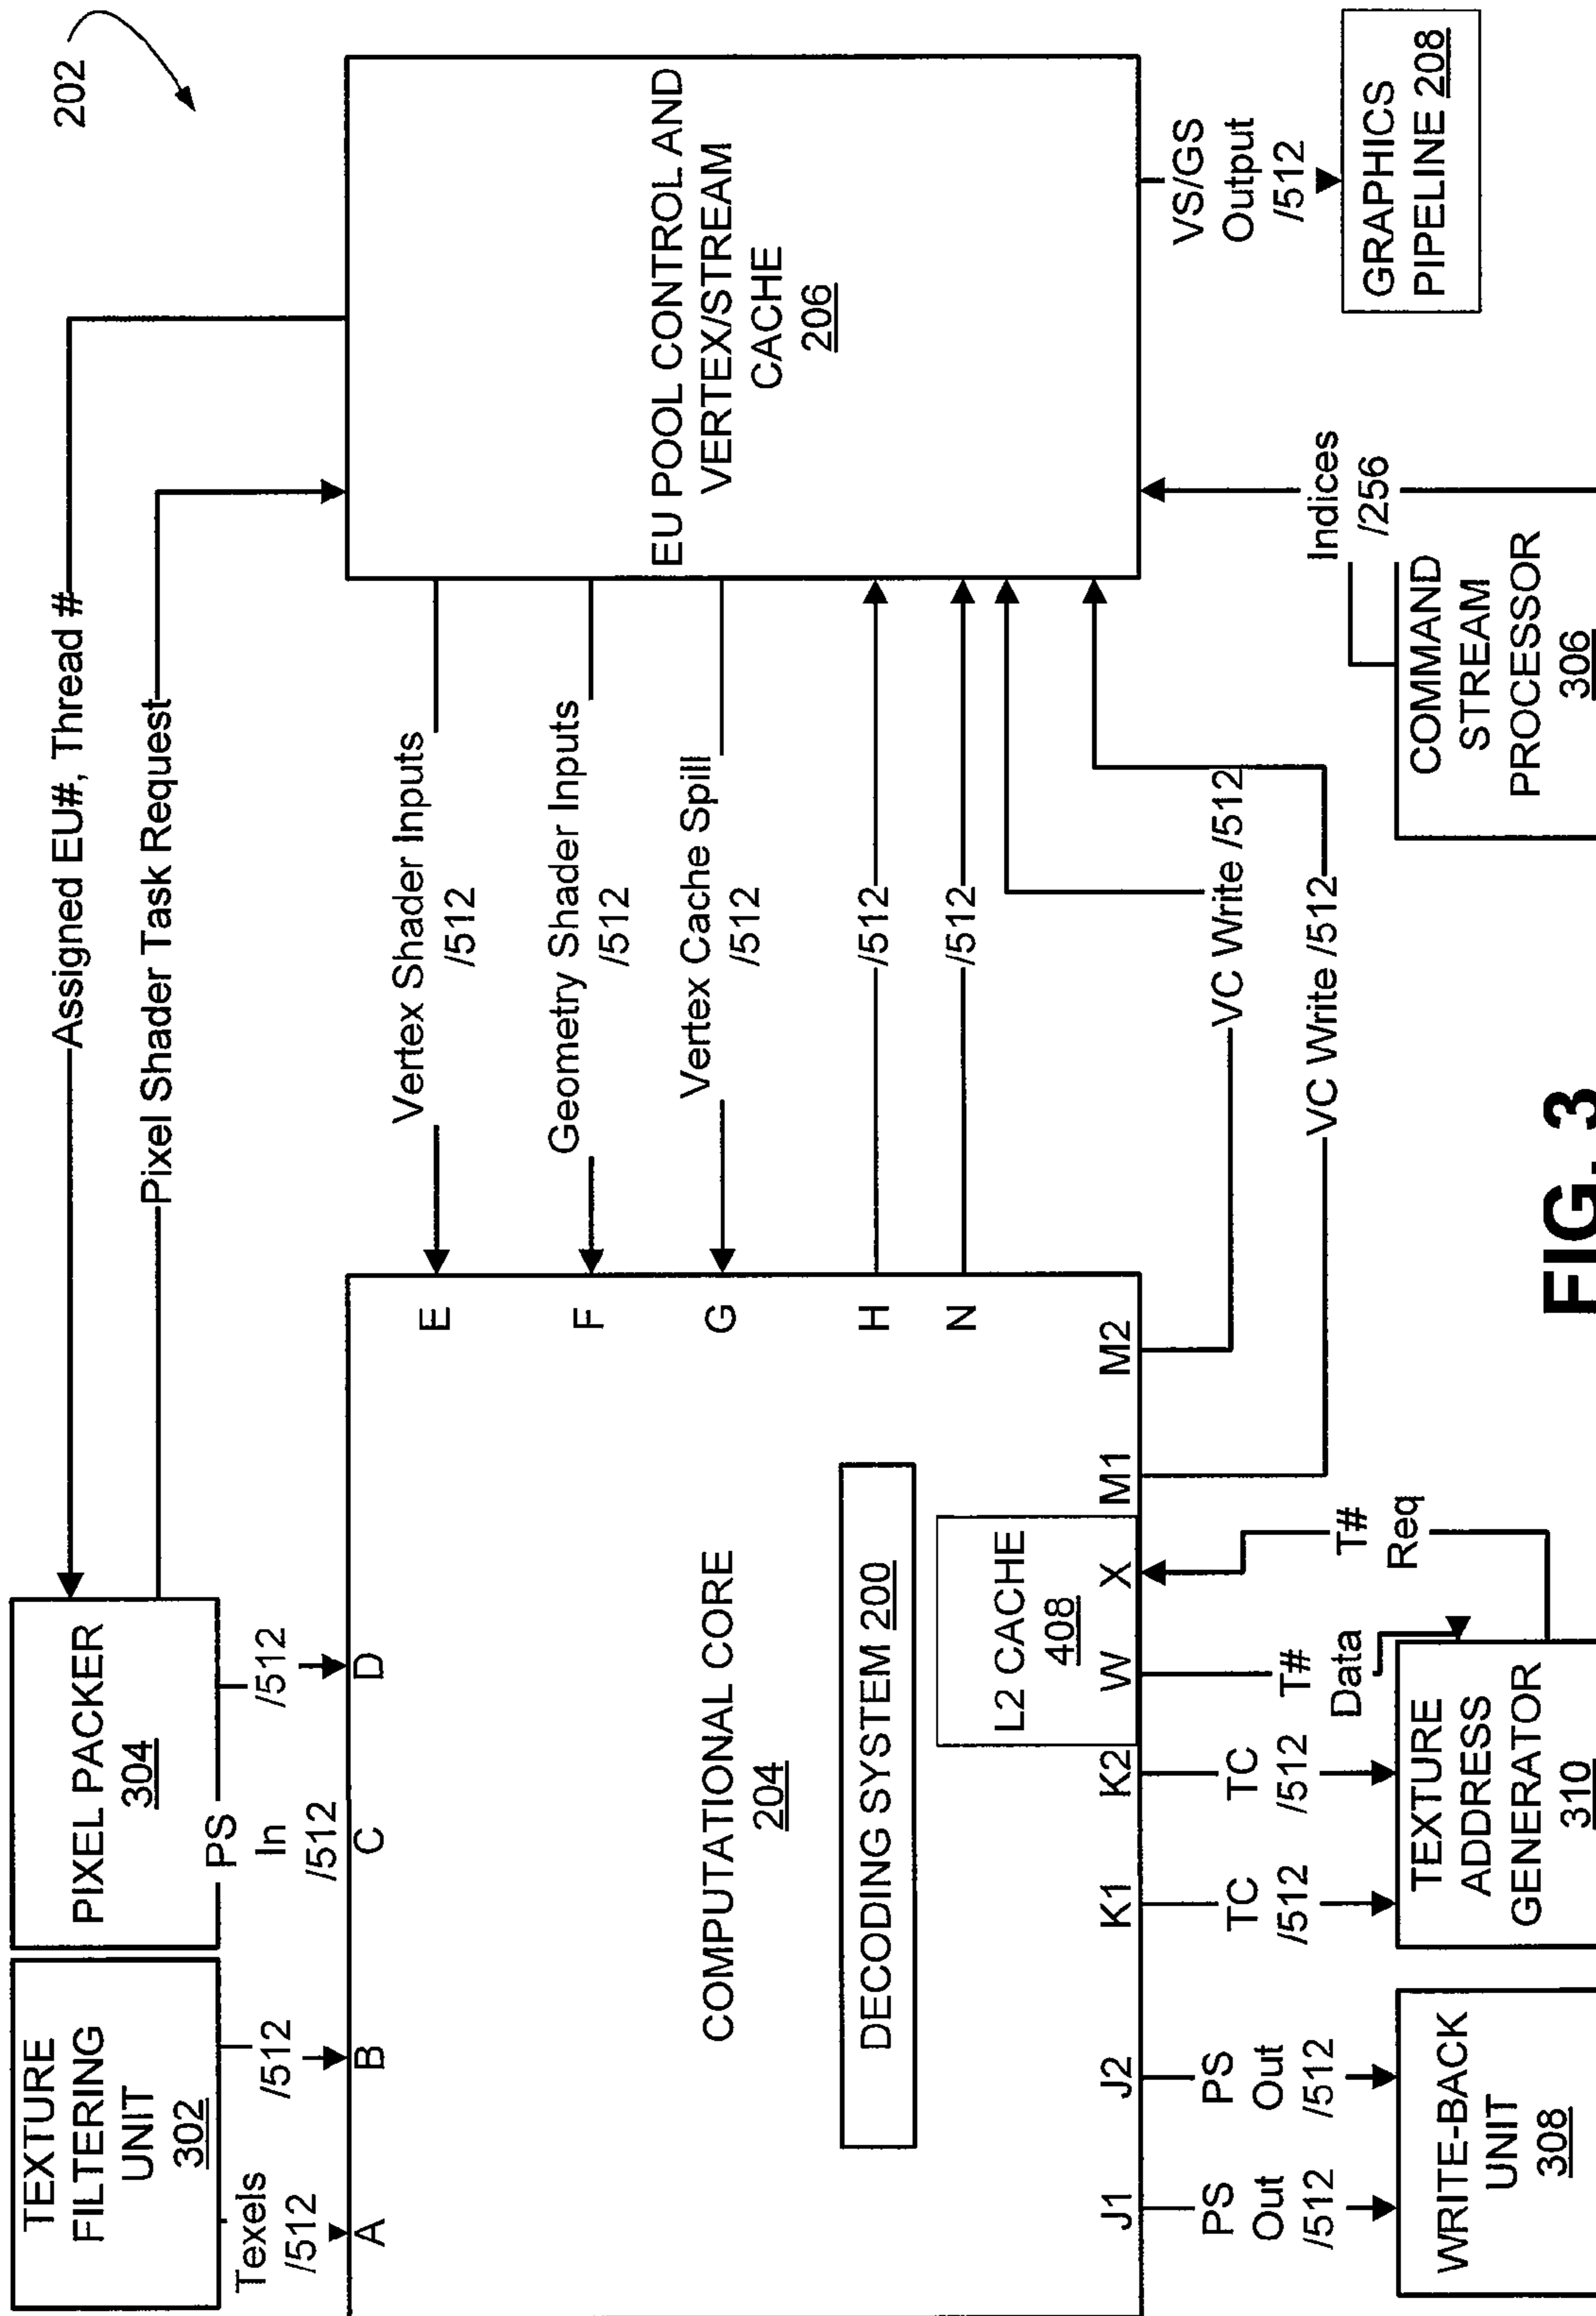 202
TEXTURE
FILTERING
UNIT
302
PIXEL PACKER
304
Assigned EU#, Thread #
Pixel Shader Task Request
Texels
/512
/512
PS
In
/512
/512
A
B
C
D
COMPUTATIONAL CORE
204
DECODING SYSTEM 200
L2 CACHE
408
E
F
G
H
N
Vertex Shader Inputs
/512
Geometry Shader Inputs
/512
Vertex Cache Spill
/512
/512
/512
EU POOL CONTROL AND
VERTEX/STREAM
CACHE
206
J1
J2
K1
K2
W
X
M1
M2
PS
Out
/512
PS
Out
/512
TC
/512
TC
/512
T#
Data
T#
Req
VC Write /512
VC Write /512
Indices
/256
VS/GS
Output
/512
WRITE-BACK
UNIT
308
TEXTURE
ADDRESS
GENERATOR
310
COMMAND
STREAM
PROCESSOR
306
GRAPHICS
PIPELINE 208
FIG. 3